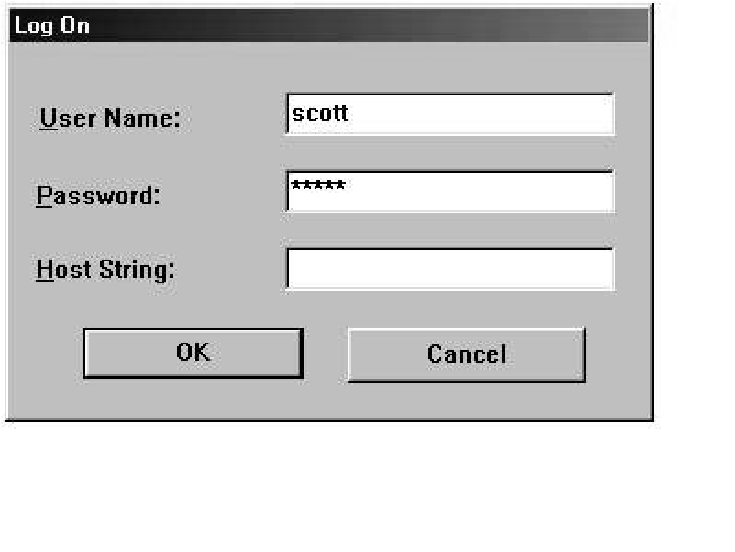 Log On
User Name: scott
Password: *****
Host String:
OK Cancel